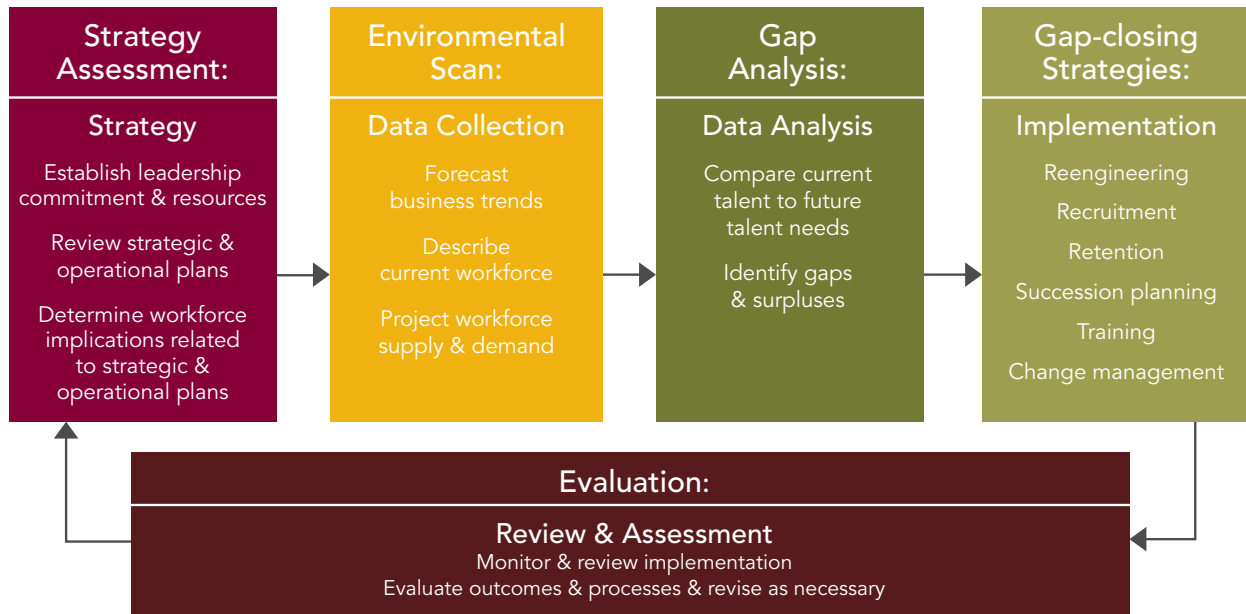 Strategy
Assessment:
Strategy
Establish leadership
commitment & resources
Review strategic &
operational plans
Determine workforce
implications related
to strategic &
operational plans
Environmental
Scan:
Data Collection
Forecast
business trends
Describe
current workforce
Project workforce
supply & demand
Gap
Analysis:
Data Analysis
Compare current
talent to future
talent needs
Identify gaps
& surpluses
Gap-closing
Strategies:
Implementation
Reengineering
Recruitment
Retention
Succession planning
Training
Change management
Evaluation:
Review & Assessment
Monitor & review implementation
Evaluate outcomes & processes & revise as necessary